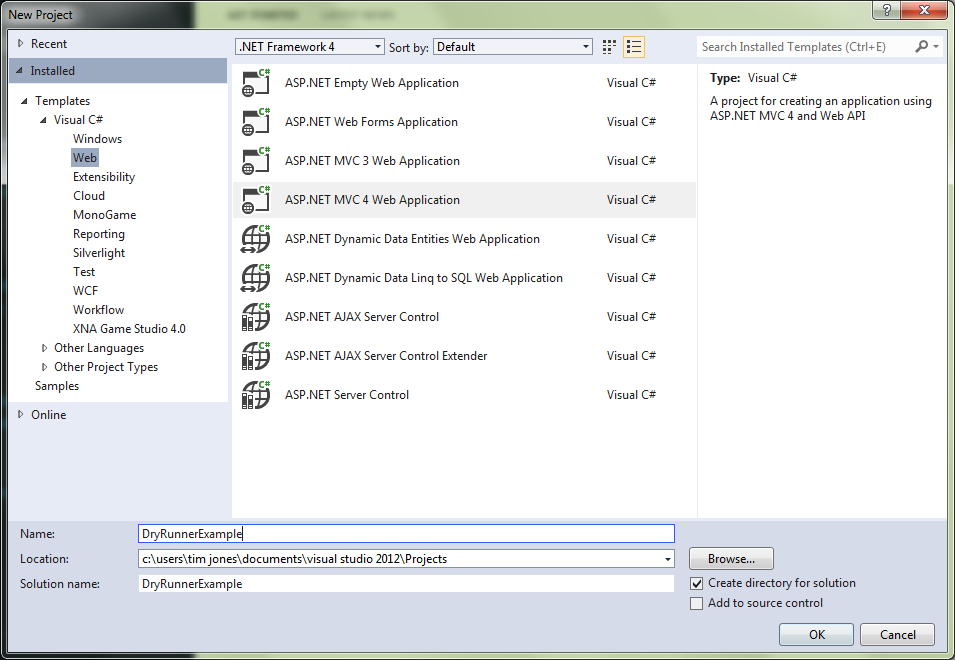 GET STARTED LATEST NEWS
New Project
?
Recent
.NET Framework 4 Sort by: Default
Search Installed Templates (Ctrl+E)
Installed
Templates
Visual C#
Windows
Web
Extensibility
Cloud
MonoGame
Reporting
Silverlight
Test
WCF
Workflow
XNA Game Studio 4.0
Other Languages
Other Project Types
Samples
Online
C# ASP.NET Empty Web Application Visual C#
C# ASP.NET Web Forms Application Visual C#
C# ASP.NET MVC 3 Web Application Visual C#
C# ASP.NET MVC 4 Web Application Visual C#
C# ASP.NET Dynamic Data Entities Web Application Visual C#
C# ASP.NET Dynamic Data Linq to SQL Web Application Visual C#
C# ASP.NET AJAX Server Control Visual C#
C# ASP.NET AJAX Server Control Extender Visual C#
C# ASP.NET Server Control Visual C#
Type: Visual C#
A project for creating an application using
ASP.NET MVC 4 and Web API
Name: DryRunnerExample
Location: c:\users\tim jones\documents\visual studio 2012\Projects Browse...
Solution name: DryRunnerExample
Create directory for solution
Add to source control
OK Cancel